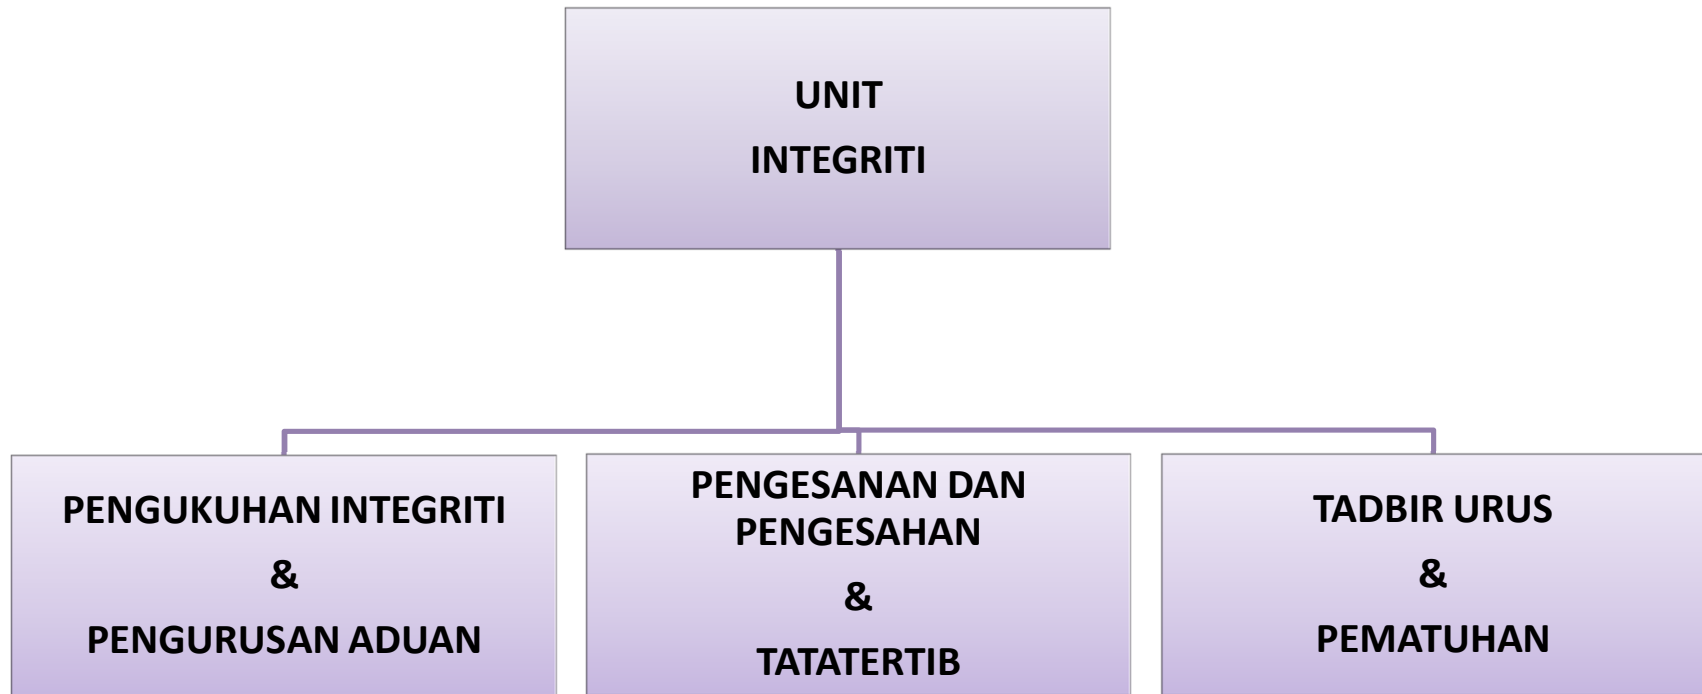 UNIT
INTEGRITI
PENGUKUHAN INTEGRITI
&
PENGURUSAN ADUAN
PENGESANAN DAN
PENGESAHAN
&
TATATERTIB
TADBIR URUS
&
PEMATUHAN